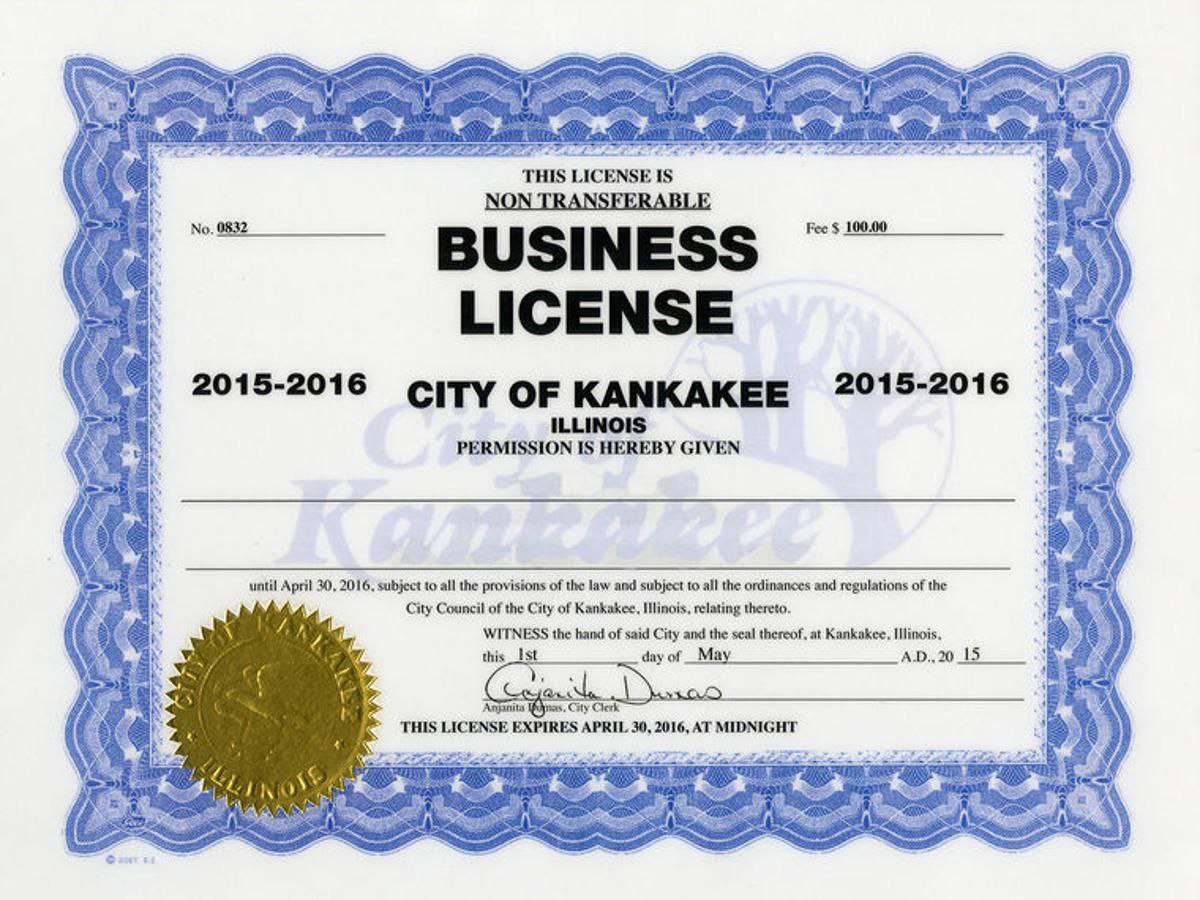 THIS LICENSE IS
NON TRANSFERABLE
No. 0832
Fee $ 100.00
BUSINESS
LICENSE
2015-2016
CITY OF KANKAKEE
2015-2016
ILLINOIS
PERMISSION IS HEREBY GIVEN
City of
Kankakee
until April 30, 2016, subject to all the provisions of the law and subject to all the ordinances and regulations of the
City Council of the City of Kankakee, Illinois, relating thereto.
WITNESS the hand of said City and the seal thereof, at Kankakee, Illinois,
this 1st day of May A.D., 20 15
Anjanita Dumas
Anjanita Dumas, City Clerk
THIS LICENSE EXPIRES APRIL 30, 2016, AT MIDNIGHT
CITY OF KANKAKEE
ILLINOIS